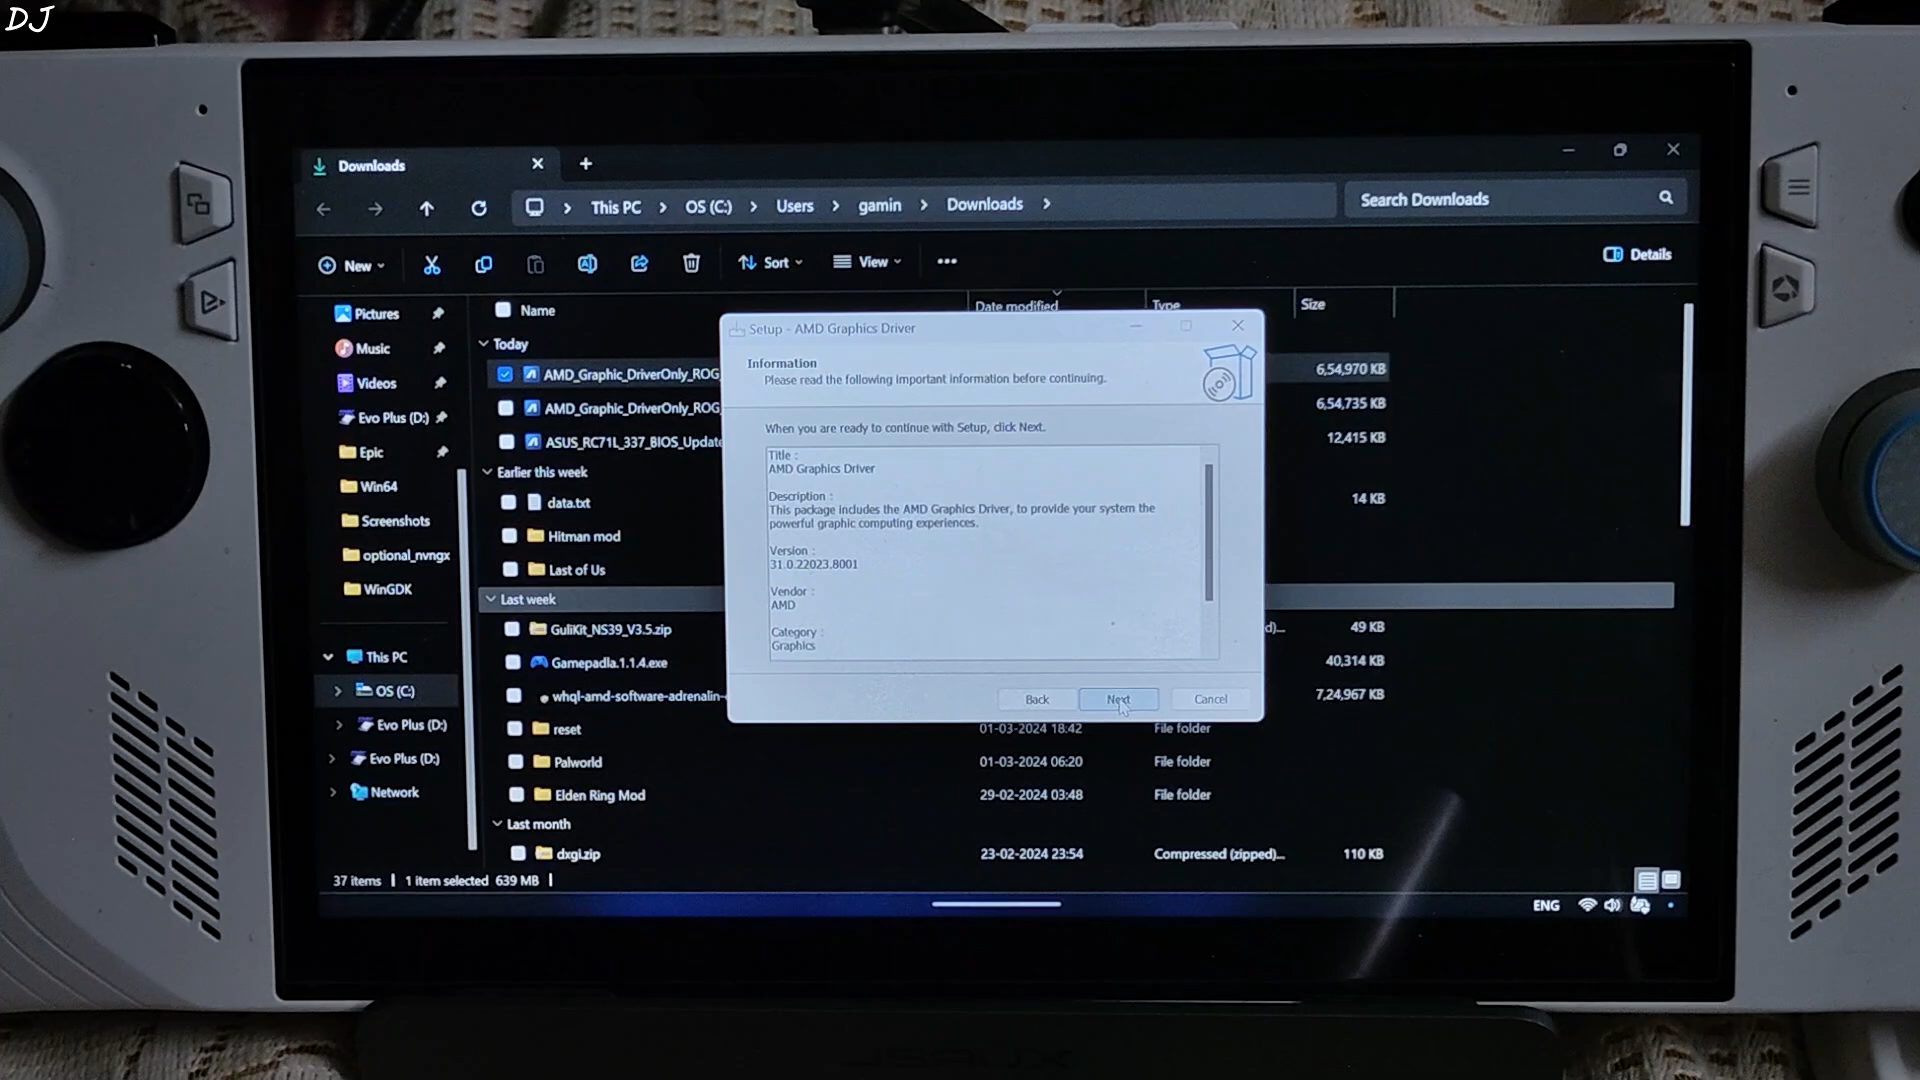 DJ
Downloads
This PC > OS (C:) > Users > gamin > Downloads >
Search Downloads
New
Sort
View
Details
Pictures
Music
Videos
Evo Plus (D:)
Epic
Win64
Screenshots
optional_nvngx
WinGDK
This PC
OS (C:)
Evo Plus (D:)
Evo Plus (D:)
Network
Name
Date modified
Type
Size
Today
AMD_Graphic_DriverOnly_ROG_
6,54,970 KB
AMD_Graphic_DriverOnly_ROG_
6,54,735 KB
ASUS_RC71L_337_BIOS_Update
12,415 KB
Earlier this week
data.txt
14 KB
Hitman mod
Last of Us
Last week
GuliKit_NS39_V3.5.zip
d)...
49 KB
Gamepadla.1.1.4.exe
40,314 KB
whql-amd-software-adrenalin-
7,24,967 KB
reset
01-03-2024 18:42
File folder
Palworld
01-03-2024 06:20
File folder
Elden Ring Mod
29-02-2024 03:48
File folder
Last month
dxgi.zip
23-02-2024 23:54
Compressed (zipped)...
110 KB
37 items
1 item selected 639 MB
ENG
Setup - AMD Graphics Driver
Information
Please read the following important information before continuing.
When you are ready to continue with Setup, click Next.
Title :
AMD Graphics Driver
Description :
This package includes the AMD Graphics Driver, to provide your system the
powerful graphic computing experiences.
Version :
31.0.22023.8001
Vendor :
AMD
Category :
Graphics
Back
Next
Cancel
JSAUX